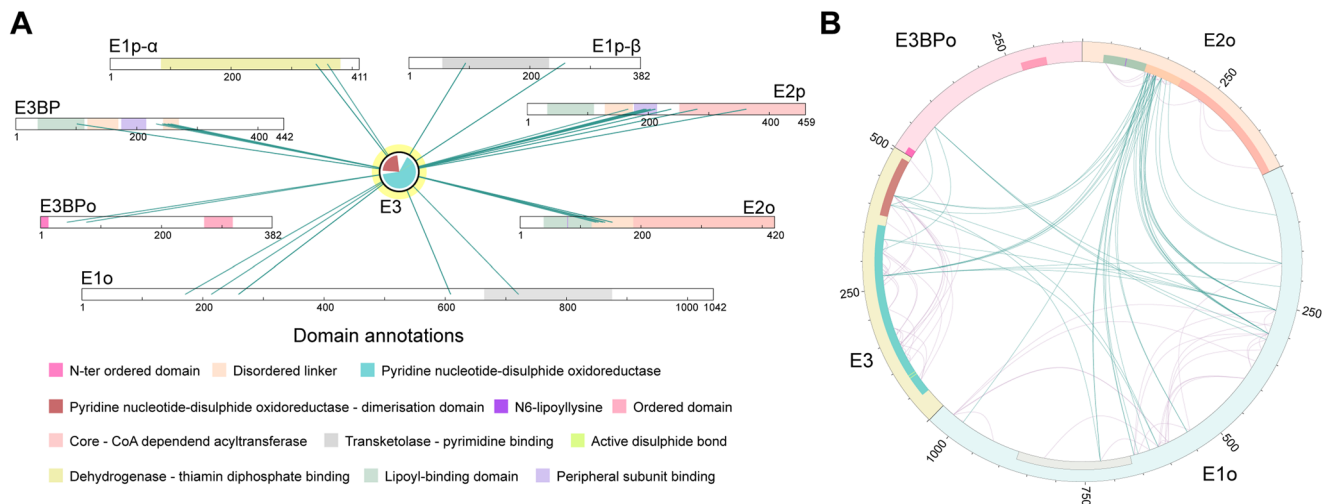 A
E1p-α
1
200
411
E1p-β
1
200
382
E3BP
1
200
400
442
E2p
1
200
400
459
E3
E3BPo
1
200
382
E2o
1
200
420
E1o
1
200
400
600
800
1000
1042
Domain annotations
N-ter ordered domain
Disordered linker
Pyridine nucleotide-disulphide oxidoreductase
Pyridine nucleotide-disulphide oxidoreductase - dimerisation domain
N6-lipoyllysine
Ordered domain
Core - CoA dependend acyltransferase
Transketolase - pyrimidine binding
Active disulphide bond
Dehydrogenase - thiamin diphosphate binding
Lipoyl-binding domain
Peripheral subunit binding
B
E3BPo
250
E2o
250
500
250
250
E3
1000
500
E1o
750